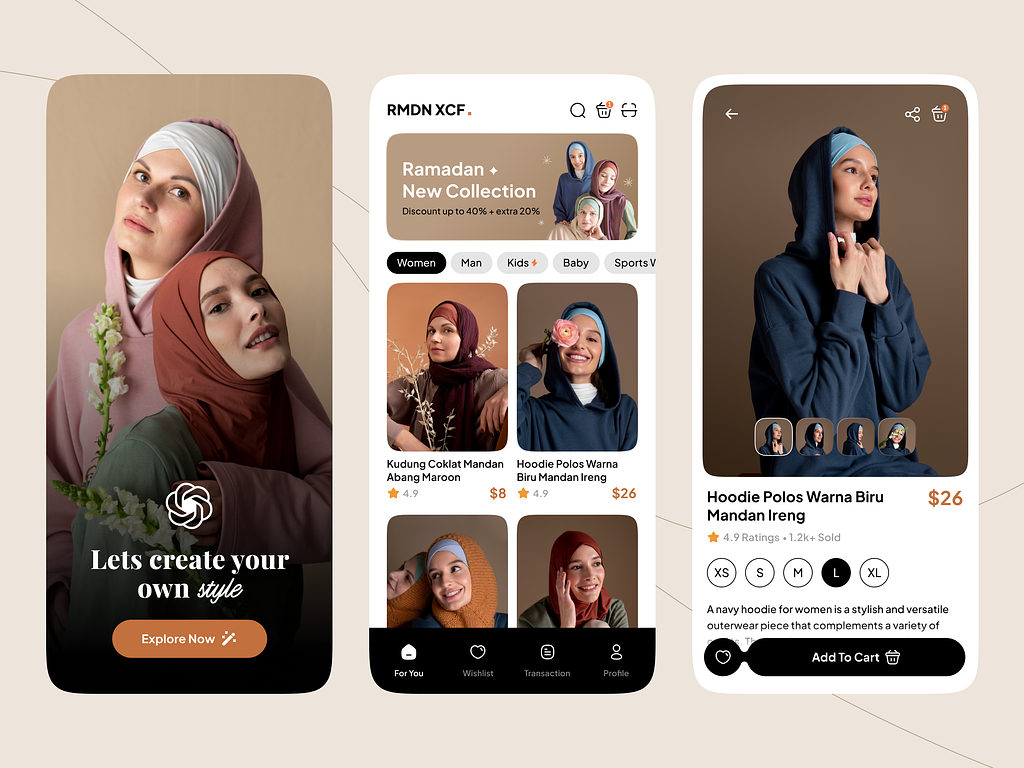 Lets create your
own style
Explore Now
RMDN XCF.
1
Ramadan
New Collection
Discount up to 40% + extra 20%
Women
Man
Kids
Baby
Sports W
Kudung Coklat Mandan
Abang Maroon
4.9
$8
Hoodie Polos Warna
Biru Mandan Ireng
4.9
$26
For You
Wishlist
Transaction
Profile
1
Hoodie Polos Warna Biru
Mandan Ireng
$26
4.9 Ratings • 1.2k+ Sold
XS
S
M
L
XL
A navy hoodie for women is a stylish and versatile
outerwear piece that complements a variety of
Add To Cart